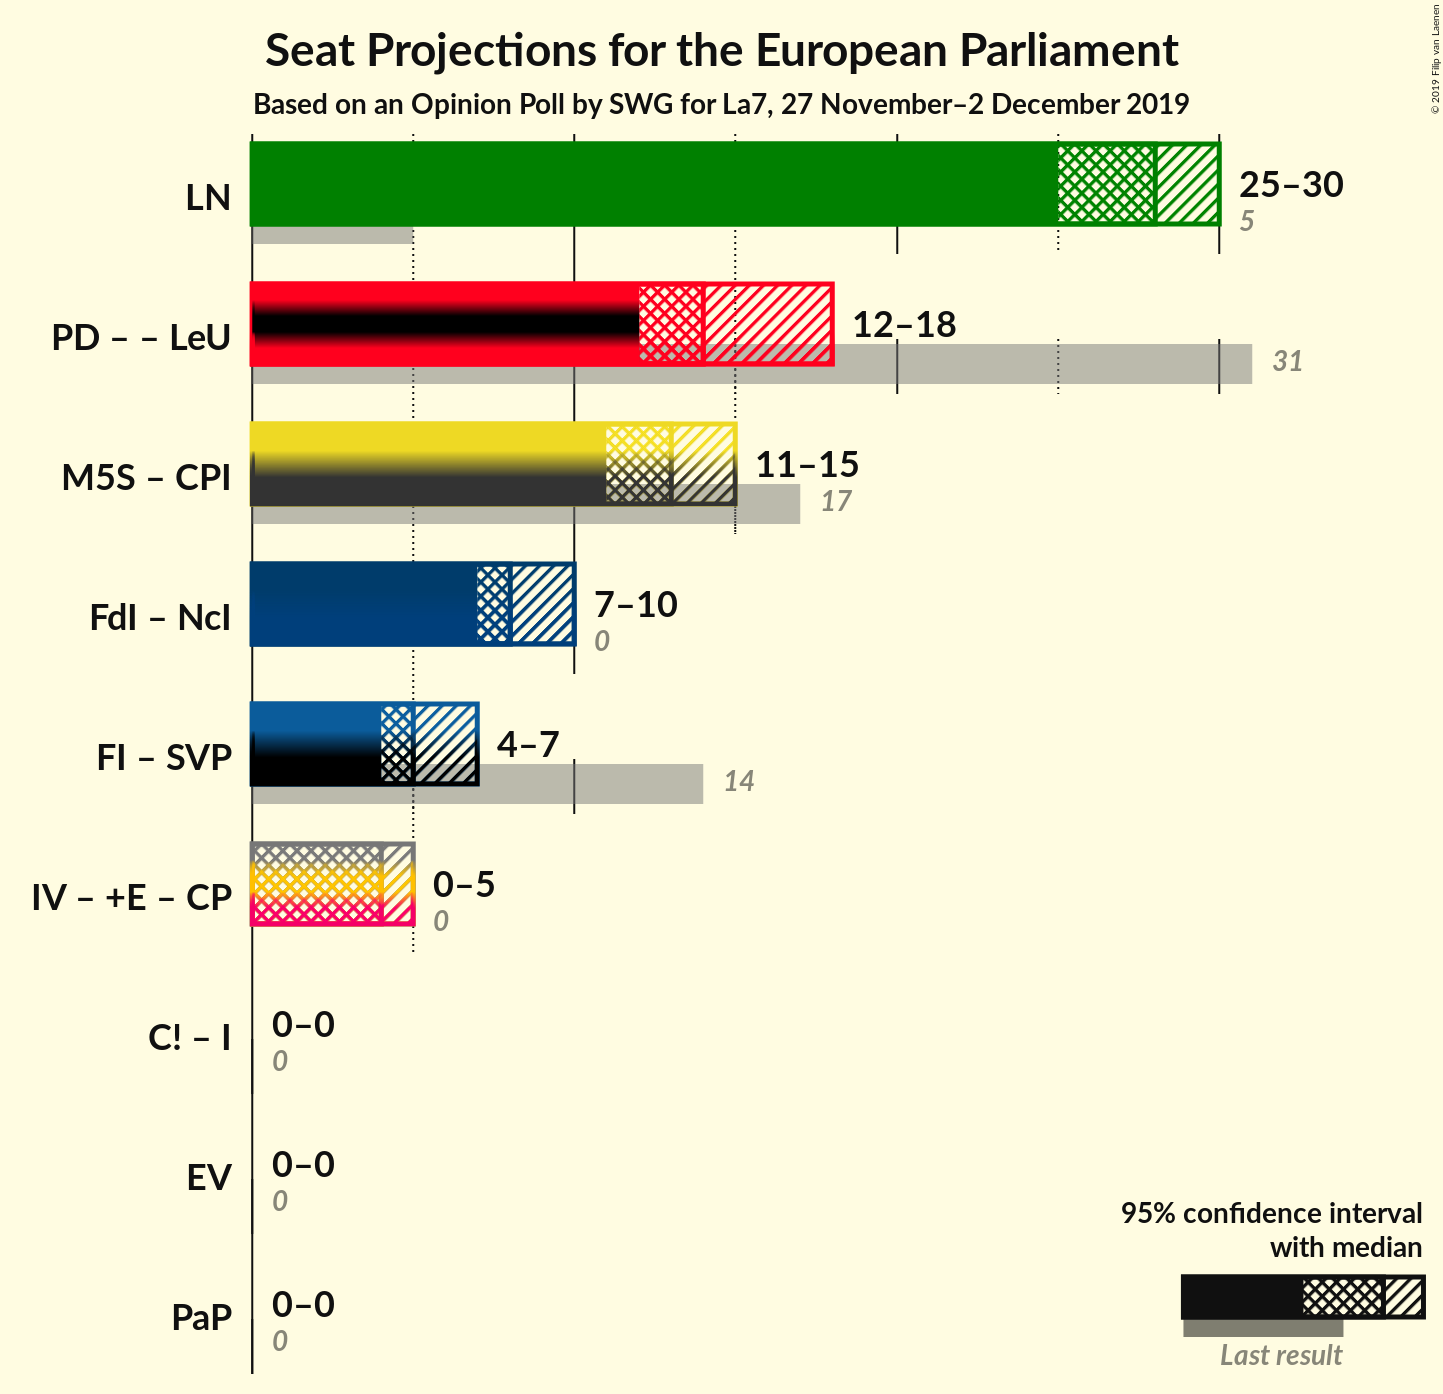 Seat Projections for the European Parliament
Based on an Opinion Poll by SWG for La7, 27 November–2 December 2019
© 2019 Filip van Laenen
LN
25–30
5
PD – – LeU
12–18
31
M5S – CPI
11–15
17
FdI – NcI
7–10
0
FI – SVP
4–7
14
IV – +E – CP
0–5
0
C! – I
0–0
0
EV
0–0
0
PaP
0–0
0
95% confidence interval
with median
Last result